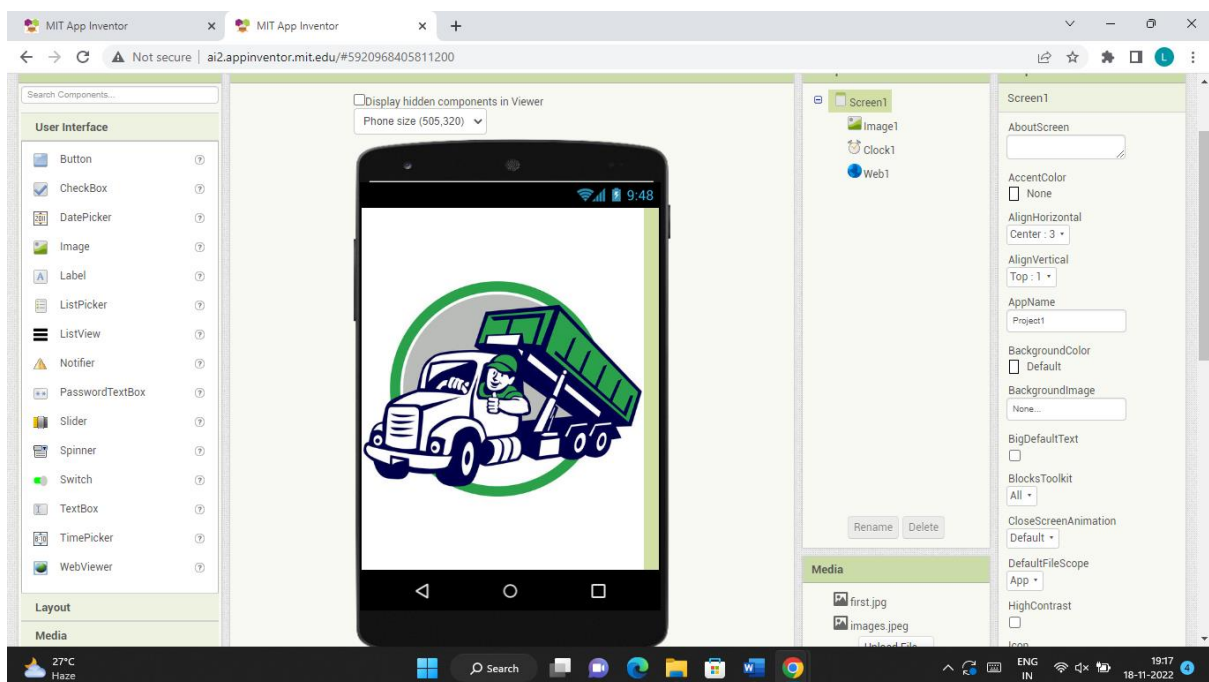 MIT App Inventor
MIT App Inventor
Not secure | ai2.appinventor.mit.edu/#5920968405811200
L
Search Components...
User Interface
Button
CheckBox
DatePicker
Image
Label
ListPicker
ListView
Notifier
PasswordTextBox
Slider
Spinner
Switch
TextBox
TimePicker
WebViewer
Layout
Media
Display hidden components in Viewer
Phone size (505,320)
9:48
Screen1
Image1
Clock1
Web1
Rename Delete
Media
first.jpg
images.jpeg
Upload File ...
Screen1
AboutScreen
AccentColor
None
AlignHorizontal
Center : 3
AlignVertical
Top : 1
AppName
Project1
BackgroundColor
Default
BackgroundImage
None...
BigDefaultText
BlocksToolkit
All
CloseScreenAnimation
Default
DefaultFileScope
App
HighContrast
Icon
27°C
Haze
Search
ENG
IN
19:17
18-11-2022
4